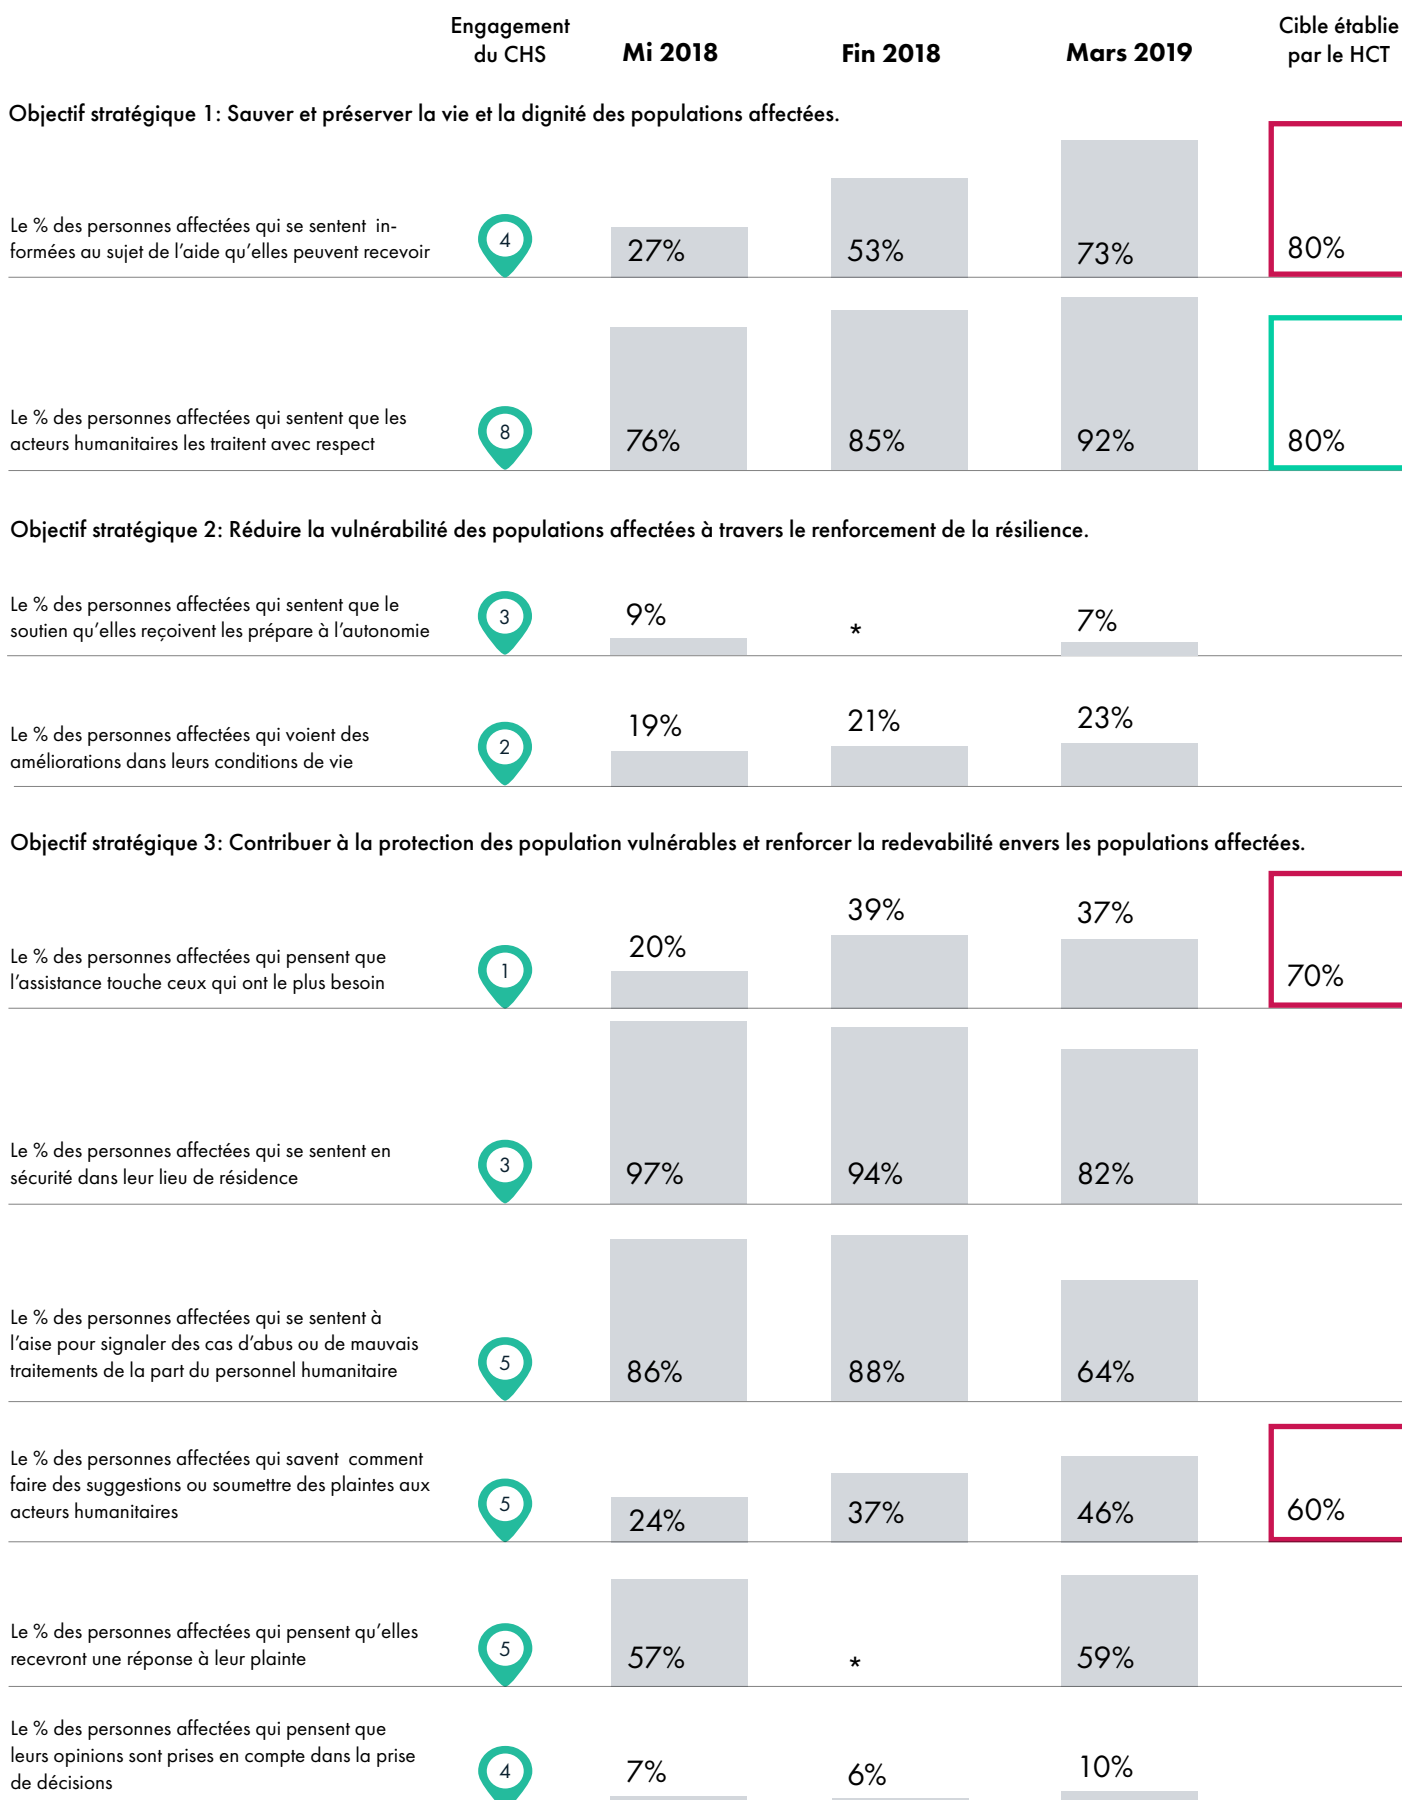 Engagement
du CHS
Mi 2018
Fin 2018
Mars 2019
Cible établie
par le HCT
Objectif stratégique 1: Sauver et préserver la vie et la dignité des populations affectées.
Le % des personnes affectées qui se sentent in-
formées au sujet de l'aide qu'elles peuvent recevoir
4
27%
53%
73%
80%
Le % des personnes affectées qui sentent que les
acteurs humanitaires les traitent avec respect
8
76%
85%
92%
80%
Objectif stratégique 2: Réduire la vulnérabilité des populations affectées à travers le renforcement de la résilience.
Le % des personnes affectées qui sentent que le
soutien qu'elles reçoivent les prépare à l'autonomie
3
9%
*
7%
Le % des personnes affectées qui voient des
améliorations dans leurs conditions de vie
2
19%
21%
23%
Objectif stratégique 3: Contribuer à la protection des population vulnérables et renforcer la redevabilité envers les populations affectées.
Le % des personnes affectées qui pensent que
l'assistance touche ceux qui ont le plus besoin
1
20%
39%
37%
70%
Le % des personnes affectées qui se sentent en
sécurité dans leur lieu de résidence
3
97%
94%
82%
Le % des personnes affectées qui se sentent à
l'aise pour signaler des cas d'abus ou de mauvais
traitements de la part du personnel humanitaire
5
86%
88%
64%
Le % des personnes affectées qui savent comment
faire des suggestions ou soumettre des plaintes aux
acteurs humanitaires
5
24%
37%
46%
60%
Le % des personnes affectées qui pensent qu'elles
recevront une réponse à leur plainte
5
57%
*
59%
Le % des personnes affectées qui pensent que
leurs opinions sont prises en compte dans la prise
de décisions
4
7%
6%
10%